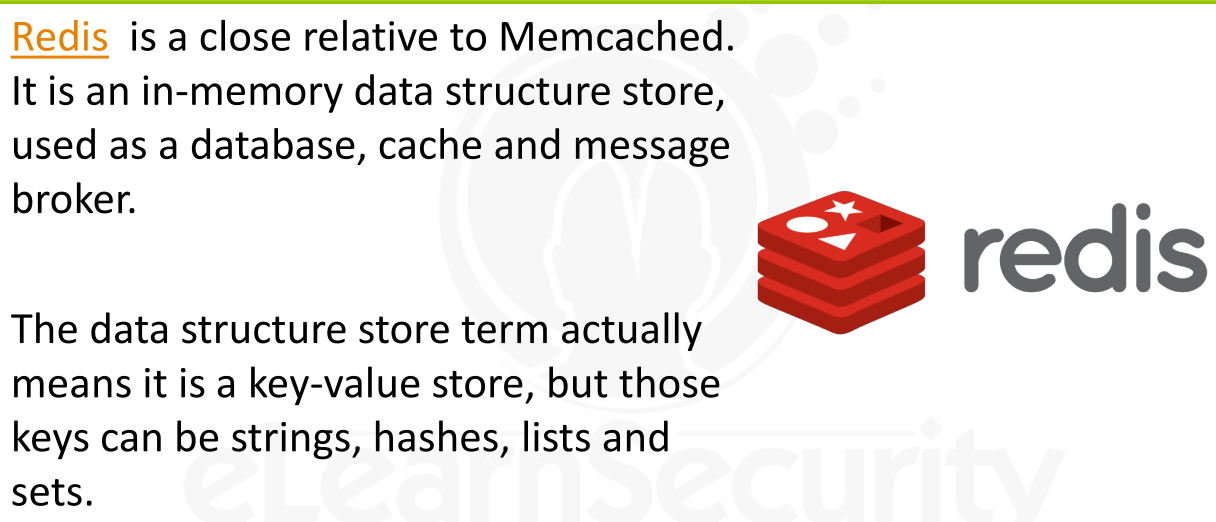 Redis is a close relative to Memcached.
It is an in-memory data structure store,
used as a database, cache and message
broker.
redis
The data structure store term actually
means it is a key-value store, but those
keys can be strings, hashes, lists and
sets.
eLearnSecurity